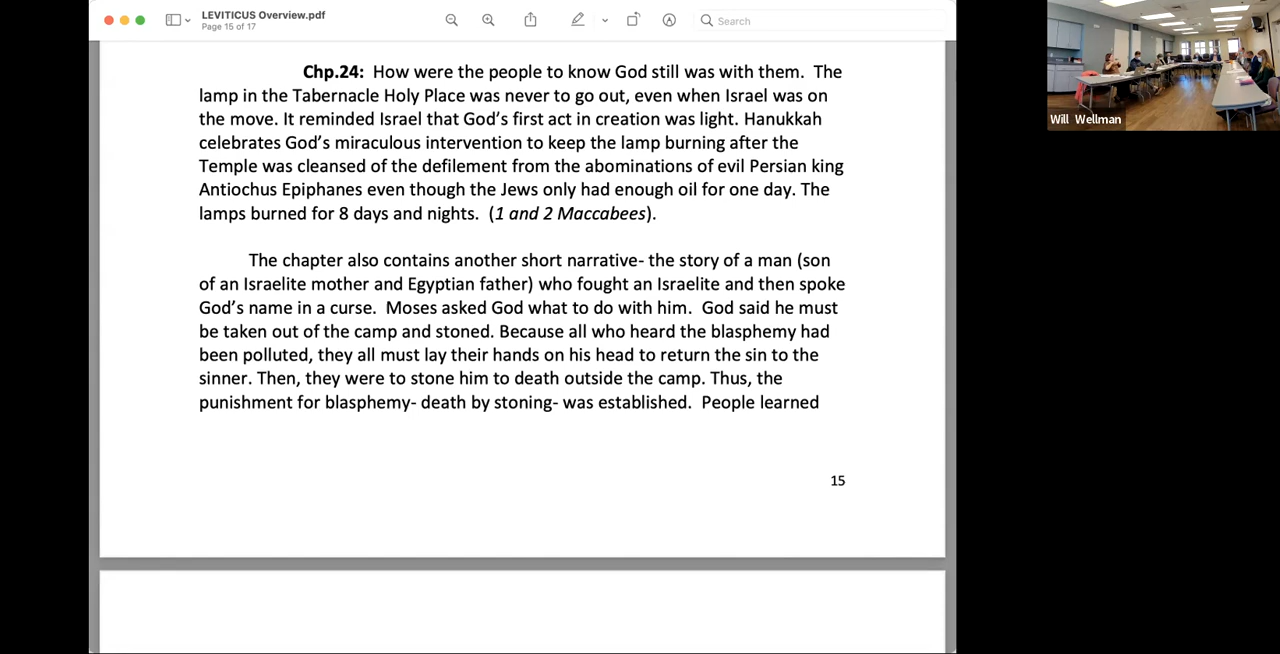 LEVITICUS Overview.pdf
Page 15 of 17
Search
Chp.24: How were the people to know God still was with them. The
lamp in the Tabernacle Holy Place was never to go out, even when Israel was on
the move. It reminded Israel that God's first act in creation was light. Hanukkah
celebrates God's miraculous intervention to keep the lamp burning after the
Temple was cleansed of the defilement from the abominations of evil Persian king
Antiochus Epiphanes even though the Jews only had enough oil for one day. The
lamps burned for 8 days and nights. (1 and 2 Maccabees).
The chapter also contains another short narrative- the story of a man (son
of an Israelite mother and Egyptian father) who fought an Israelite and then spoke
God's name in a curse. Moses asked God what to do with him. God said he must
be taken out of the camp and stoned. Because all who heard the blasphemy had
been polluted, they all must lay their hands on his head to return the sin to the
sinner. Then, they were to stone him to death outside the camp. Thus, the
punishment for blasphemy- death by stoning- was established. People learned
15
Will Wellman